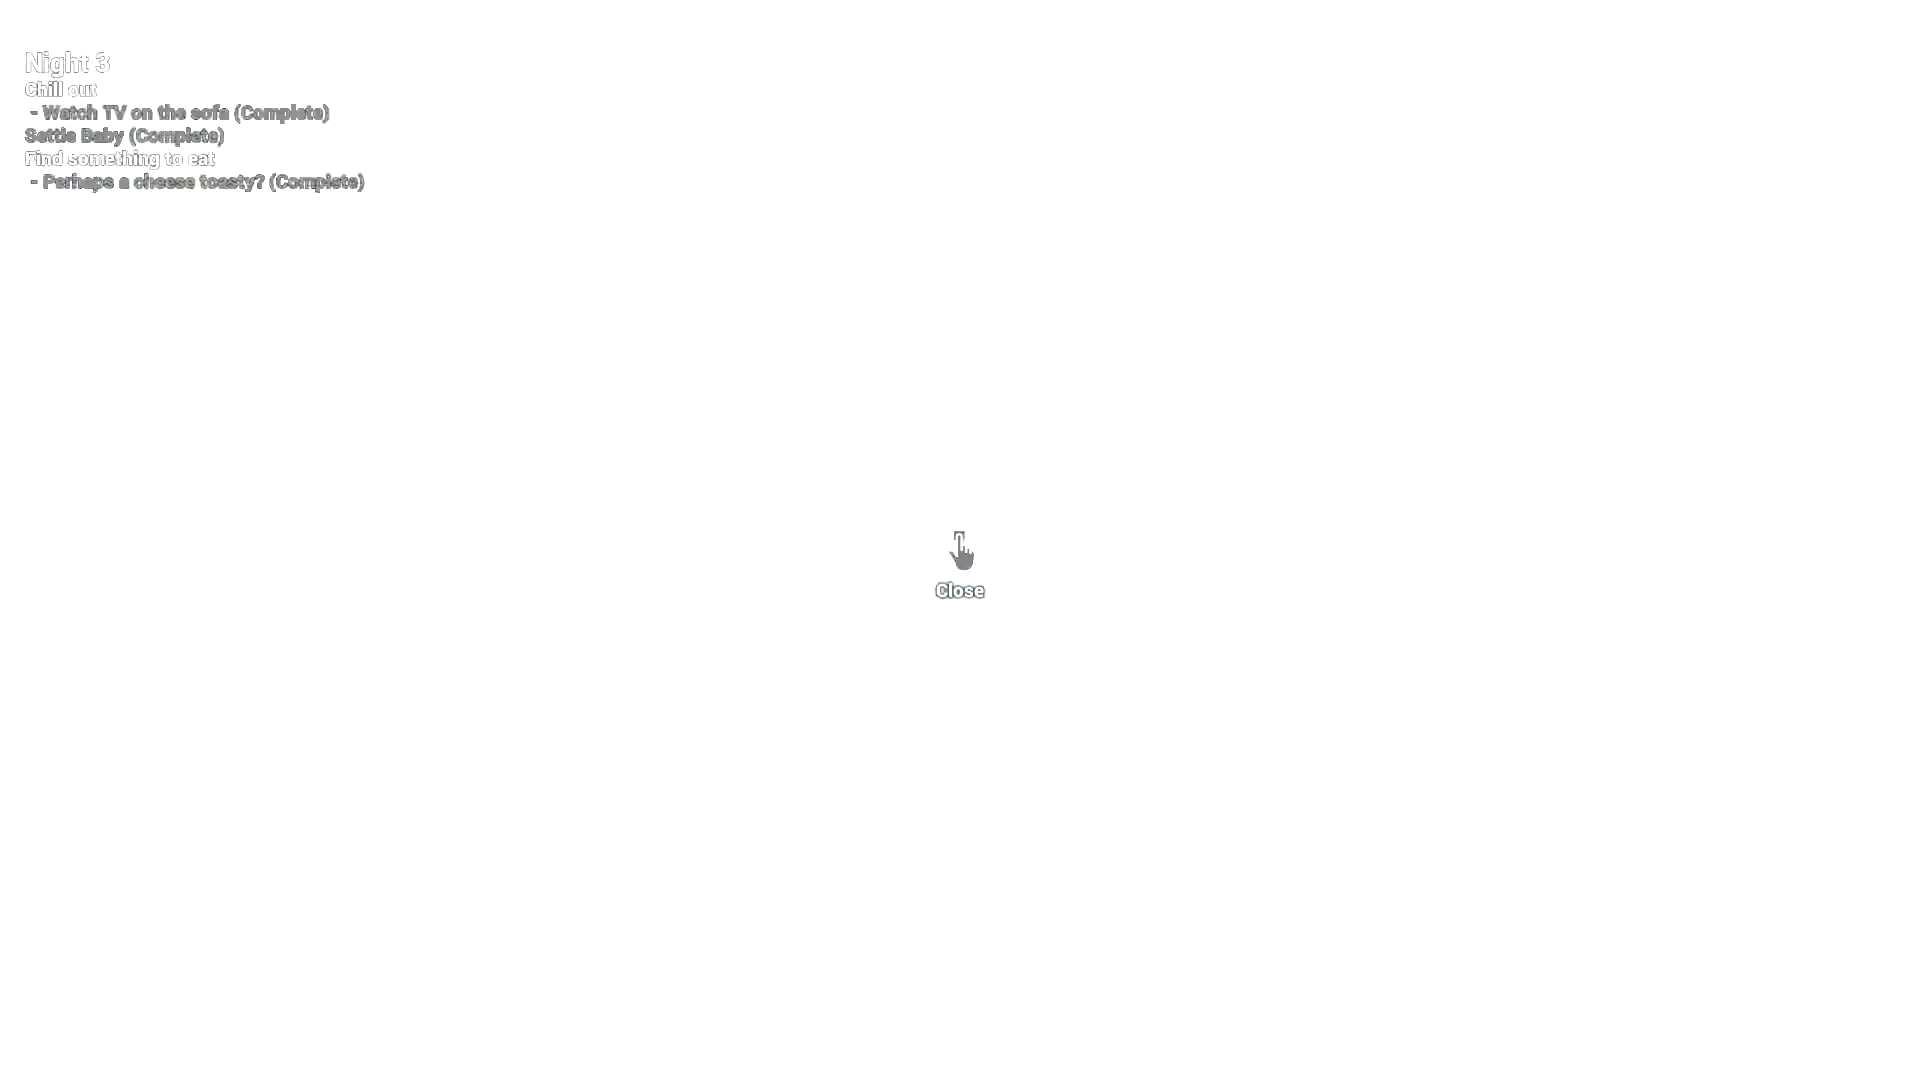 Night 3
Chill out
- Watch TV on the sofa (Complete)
Settle Baby (Complete)
Find something to eat
- Perhaps a cheese toasty? (Complete)
Close